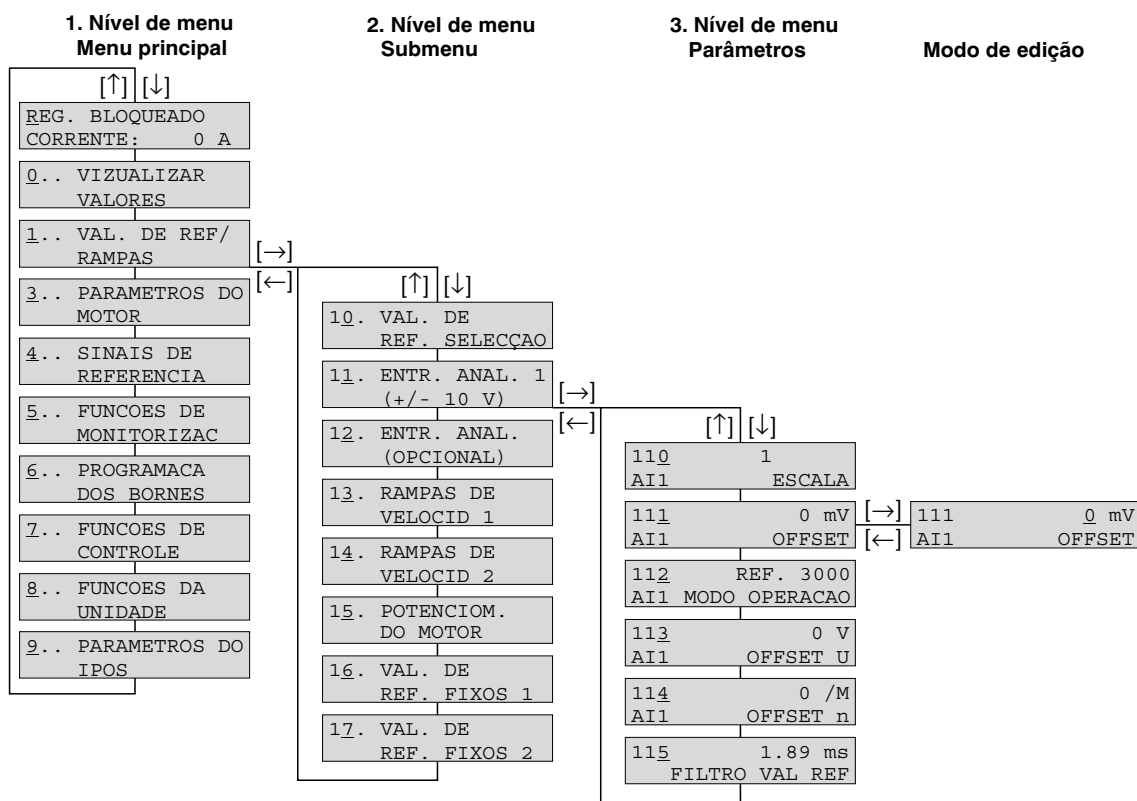 1. Nível de menu
Menu principal
2. Nível de menu
Submenu
3. Nível de menu
Parâmetros
Modo de edição
[↑] [↓]
REG. BLOQUEADO
CORRENTE: 0 A
0.. VIZUALIZAR
VALORES
1.. VAL. DE REF/
RAMPAS
[→]
[←]
3.. PARAMETROS DO
MOTOR
4.. SINAIS DE
REFERENCIA
5.. FUNCOES DE
MONITORIZAC
6.. PROGRAMACA
DOS BORNES
7.. FUNCOES DE
CONTROLE
8.. FUNCOES DA
UNIDADE
9.. PARAMETROS DO
IPOS
[↑] [↓]
10. VAL. DE
REF. SELECÇAO
11. ENTR. ANAL. 1
(+/- 10 V)
[→]
[←]
12. ENTR. ANAL.
(OPCIONAL)
13. RAMPAS DE
VELOCID 1
14. RAMPAS DE
VELOCID 2
15. POTENCIOM.
DO MOTOR
16. VAL. DE
REF. FIXOS 1
17. VAL. DE
REF. FIXOS 2
[↑] [↓]
110 1
AI1 ESCALA
111 0 mV
AI1 OFFSET
[→]
[←]
111 0 mV
AI1 OFFSET
112 REF. 3000
AI1 MODO OPERACAO
113 0 V
AI1 OFFSET U
114 0 /M
AI1 OFFSET n
115 1.89 ms
FILTRO VAL REF